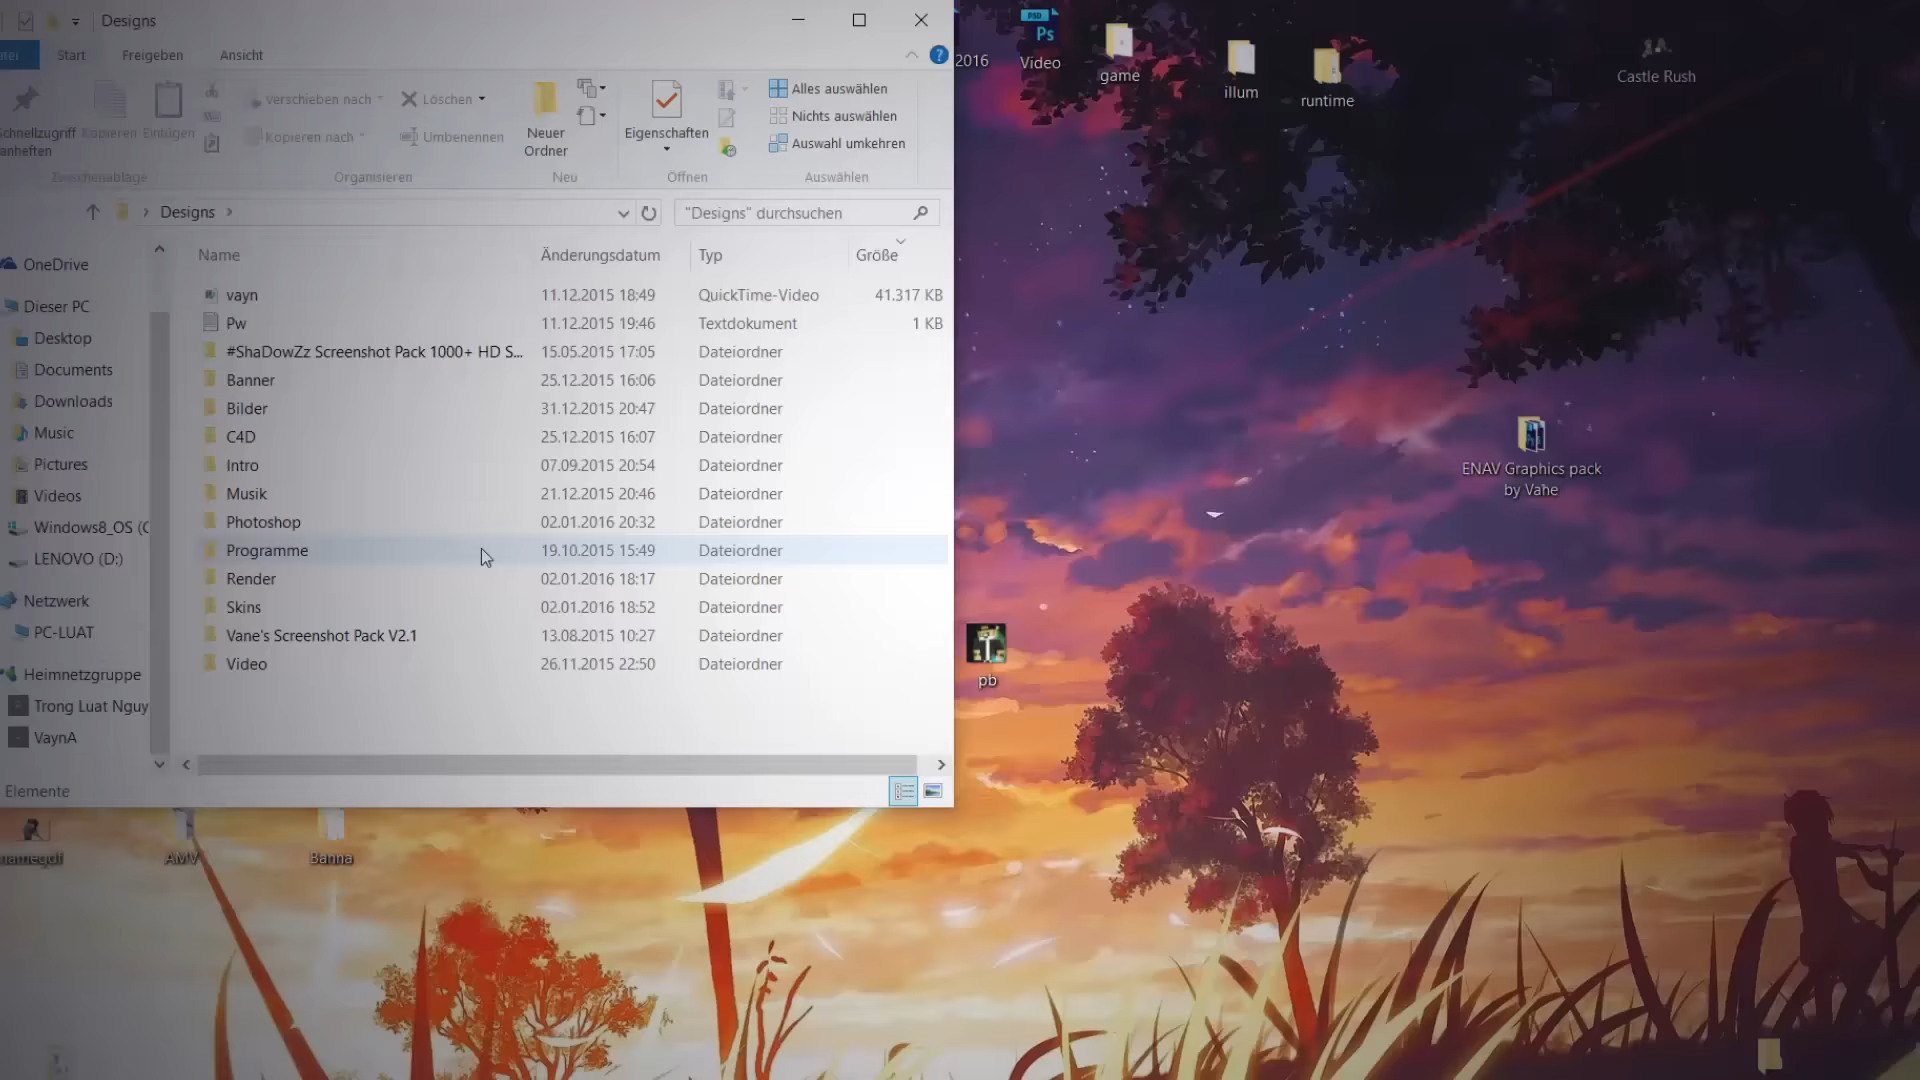 Designs
Start
Freigeben
Ansicht
Kopieren
Einfügen
Verschieben nach
Kopieren nach
Löschen
Umbenennen
Neuer
Ordner
Eigenschaften
Alles auswählen
Nichts auswählen
Auswahl umkehren
anheften
Zwischenablage
Organisieren
Neu
Öffnen
Auswählen
Designs
"Designs" durchsuchen
Name
Änderungsdatum
Typ
Größe
vayn 11.12.2015 18:49 QuickTime-Video 41.317 KB
Pw 11.12.2015 19:46 Textdokument 1 KB
#ShaDowZz Screenshot Pack 1000+ HD S... 15.05.2015 17:05 Dateiordner
Banner 25.12.2015 16:06 Dateiordner
Bilder 31.12.2015 20:47 Dateiordner
C4D 25.12.2015 16:07 Dateiordner
Intro 07.09.2015 20:54 Dateiordner
Musik 21.12.2015 20:46 Dateiordner
Photoshop 02.01.2016 20:32 Dateiordner
Programme 19.10.2015 15:49 Dateiordner
Render 02.01.2016 18:17 Dateiordner
Skins 02.01.2016 18:52 Dateiordner
Vane's Screenshot Pack V2.1 13.08.2015 10:27 Dateiordner
Video 26.11.2015 22:50 Dateiordner
OneDrive
Dieser PC
Desktop
Documents
Downloads
Music
Pictures
Videos
Windows8_OS (C
LENOVO (D:)
Netzwerk
PC-LUAT
Heimnetzgruppe
Trong Luat Nguy
VaynA
Elemente
2016
PSD
Ps
Video
game
illum
runtime
Castle Rush
ENAV Graphics pack
by Vane
pb
AMV
Banna